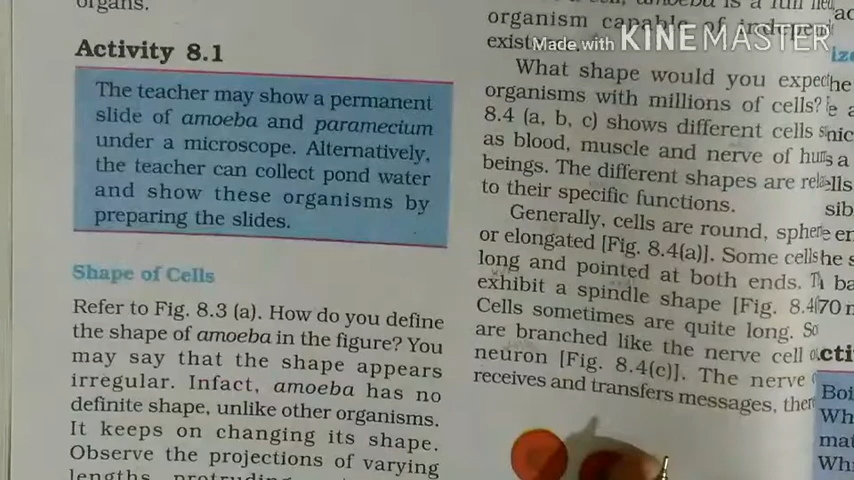 organs.
Activity 8.1
The teacher may show a permanent
slide of amoeba and paramecium
under a microscope. Alternatively,
the teacher can collect pond water
and show these organisms by
preparing the slides.
Shape of Cells
Refer to Fig. 8.3 (a). How do you define
the shape of amoeba in the figure? You
may say that the shape appears
irregular. Infact, amoeba has no
definite shape, unlike other organisms.
It keeps on changing its shape.
Observe the projections of varying
lengths protruding
amoeba is a full
organism capable of
exist
Made with KINEMASTER
What shape would you expect
organisms with millions of cells?
8.4 (a, b, c) shows different cells
as blood, muscle and nerve of
beings. The different shapes are
to their specific functions.
Generally, cells are round,
or elongated [Fig. 8.4(a)]. Some cells
long and pointed at both ends.
exhibit a spindle shape [Fig. 8.4
Cells sometimes are quite long.
are branched like the nerve cell
neuron [Fig. 8.4(c)]. The nerve
receives and transfers messages,
Boi
Wh
mat
Whi